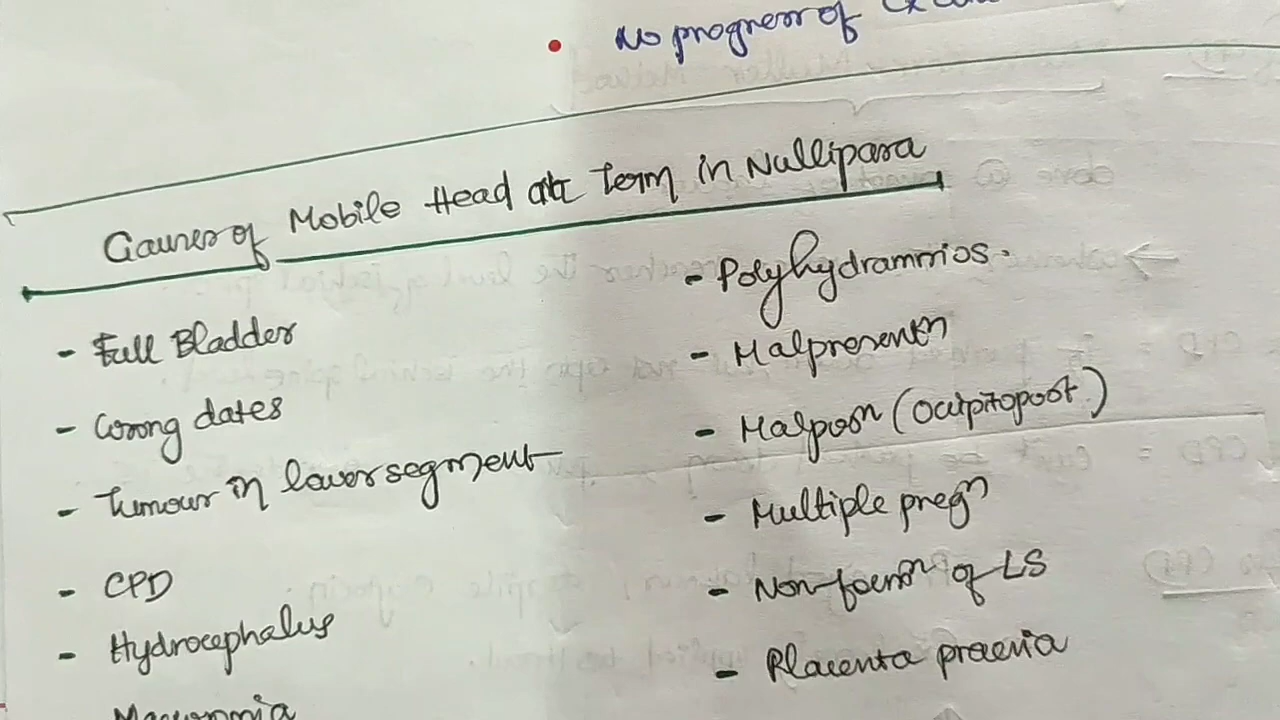 No progress of
Causes of Mobile Head at term in Nullipara
- Full Bladder
- Wrong dates
- Tumour in lower segment
- CPD
- Hydrocephalus
- Polyhydramnios.
- Malpresentn
- Malposn (Occipitopost)
- Multiple pregn
- Non-formn of LS
- Placenta praevia